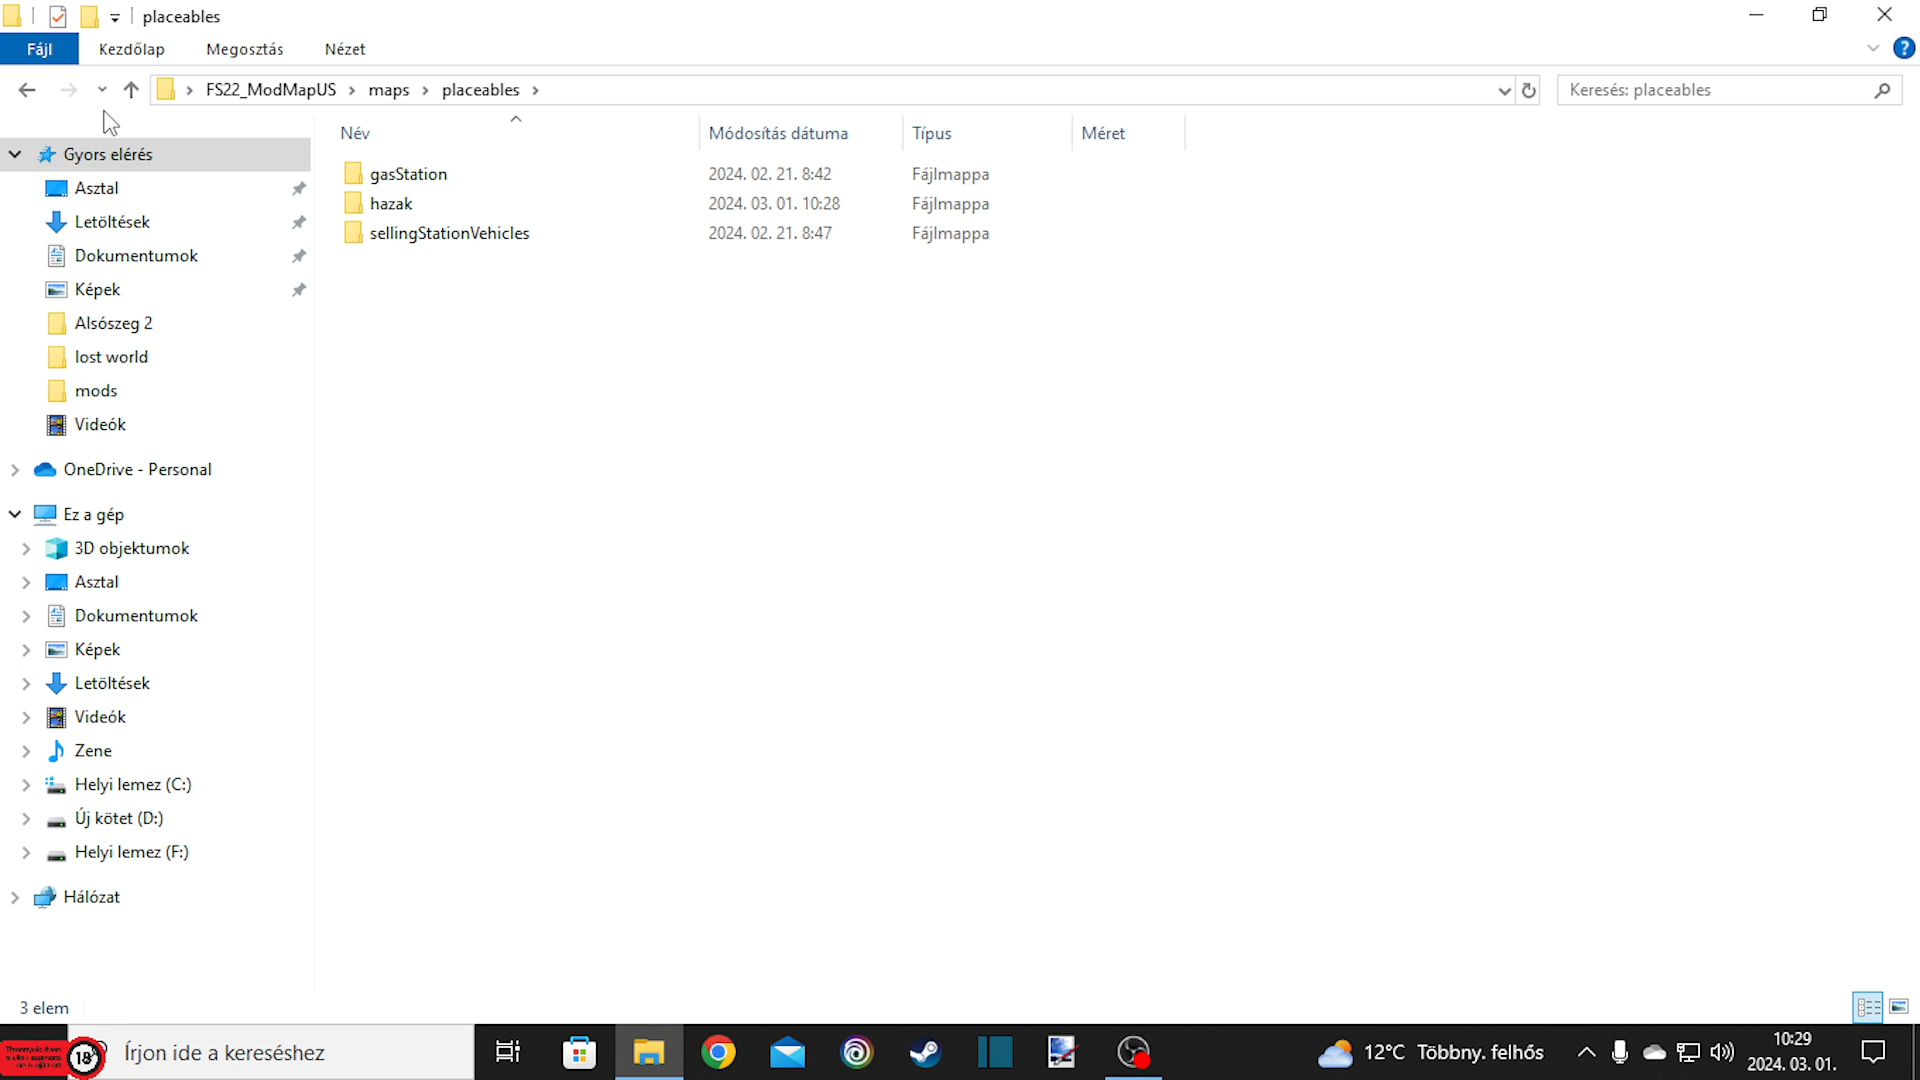 placeables
Fájl Kezdőlap Megosztás Nézet
FS22_ModMapUS maps placeables
Keresés: placeables
Név Módosítás dátuma Típus Méret
gasStation 2024. 02. 21. 8:42 Fájlmappa
hazak 2024. 03. 01. 10:28 Fájlmappa
sellingStationVehicles 2024. 02. 21. 8:47 Fájlmappa
Gyors elérés
Asztal
Letöltések
Dokumentumok
Képek
Alsószeg 2
lost world
mods
Videók
OneDrive - Personal
Ez a gép
3D objektumok
Asztal
Dokumentumok
Képek
Letöltések
Videók
Zene
Helyi lemez (C:)
Új kötet (D:)
Helyi lemez (F:)
Hálózat
3 elem
18
Írjon ide a kereséshez
12°C Többny. felhős
10:29
2024. 03. 01.